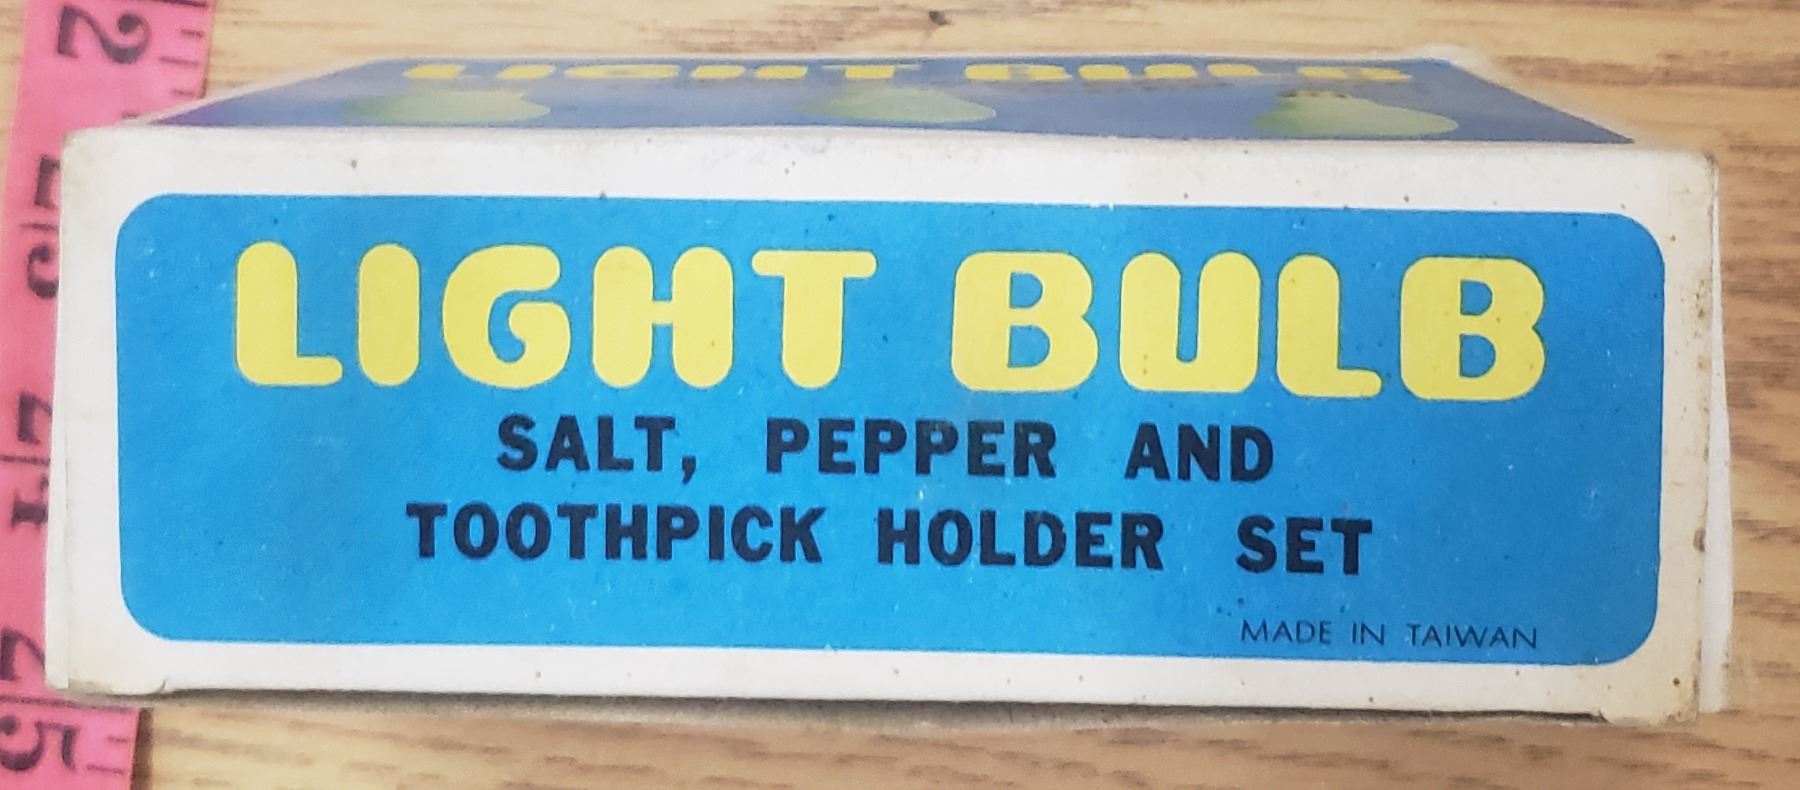 LIGHT BULB
LIGHT BULB
SALT, PEPPER AND
TOOTHPICK HOLDER SET
MADE IN TAIWAN